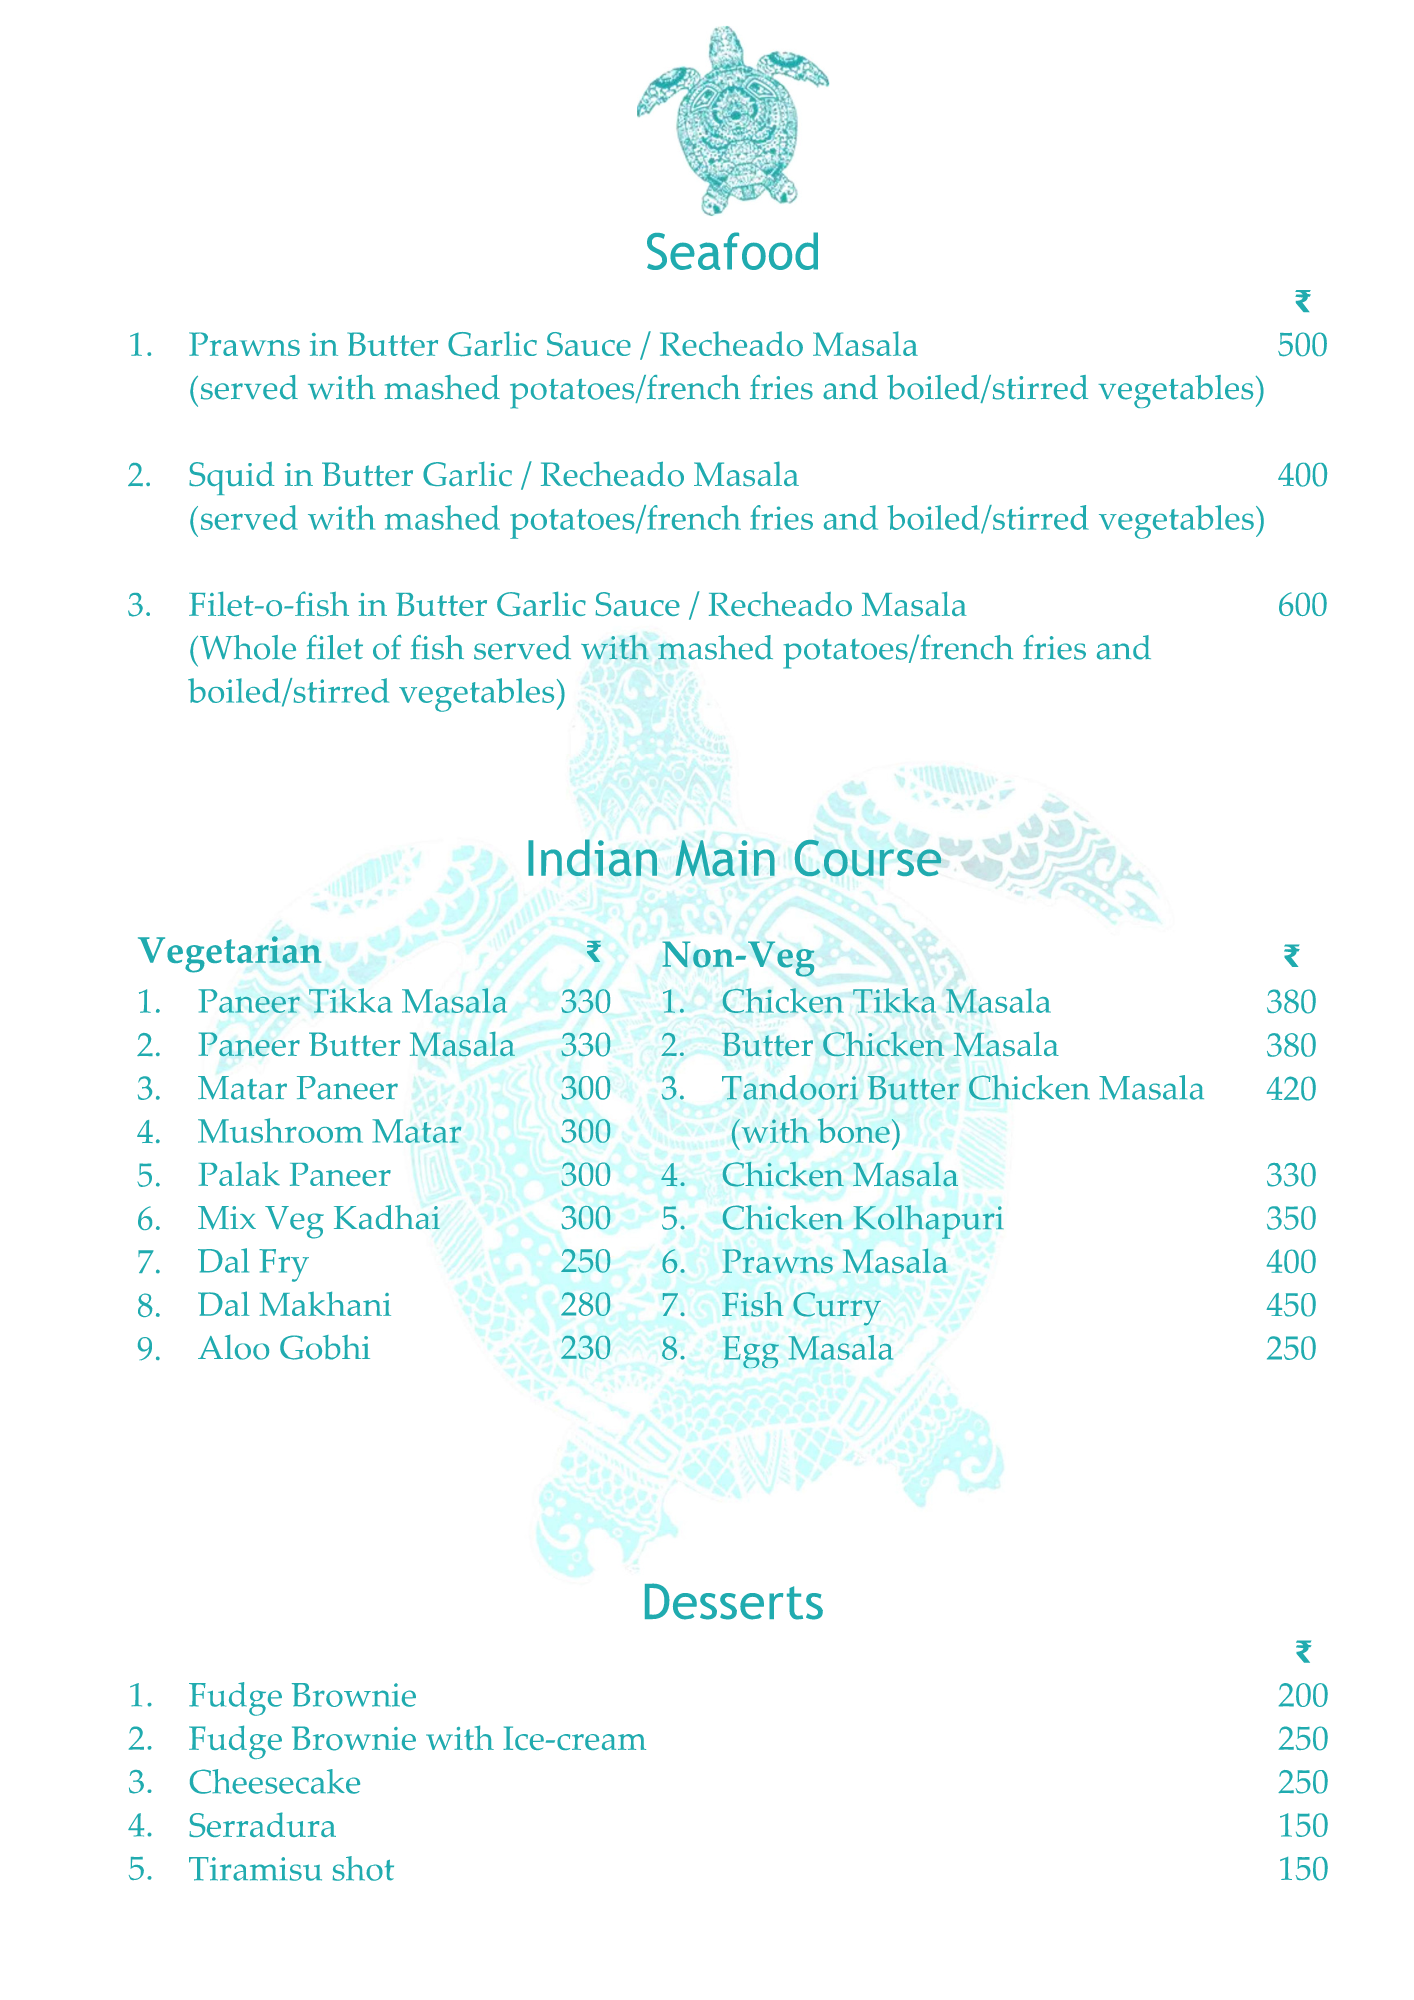 Seafood
₹
1. Prawns in Butter Garlic Sauce / Recheado Masala 500
(served with mashed potatoes/french fries and boiled/stirred vegetables)
2. Squid in Butter Garlic / Recheado Masala 400
(served with mashed potatoes/french fries and boiled/stirred vegetables)
3. Filet-o-fish in Butter Garlic Sauce / Recheado Masala 600
(Whole filet of fish served with mashed potatoes/french fries and
boiled/stirred vegetables)
Indian Main Course
Vegetarian ₹
1. Paneer Tikka Masala 330
2. Paneer Butter Masala 330
3. Matar Paneer 300
4. Mushroom Matar 300
5. Palak Paneer 300
6. Mix Veg Kadhai 300
7. Dal Fry 250
8. Dal Makhani 280
9. Aloo Gobhi 230
Non-Veg ₹
1. Chicken Tikka Masala 380
2. Butter Chicken Masala 380
3. Tandoori Butter Chicken Masala 420
(with bone)
4. Chicken Masala 330
5. Chicken Kolhapuri 350
6. Prawns Masala 400
7. Fish Curry 450
8. Egg Masala 250
Desserts
₹
1. Fudge Brownie 200
2. Fudge Brownie with Ice-cream 250
3. Cheesecake 250
4. Serradura 150
5. Tiramisu shot 150